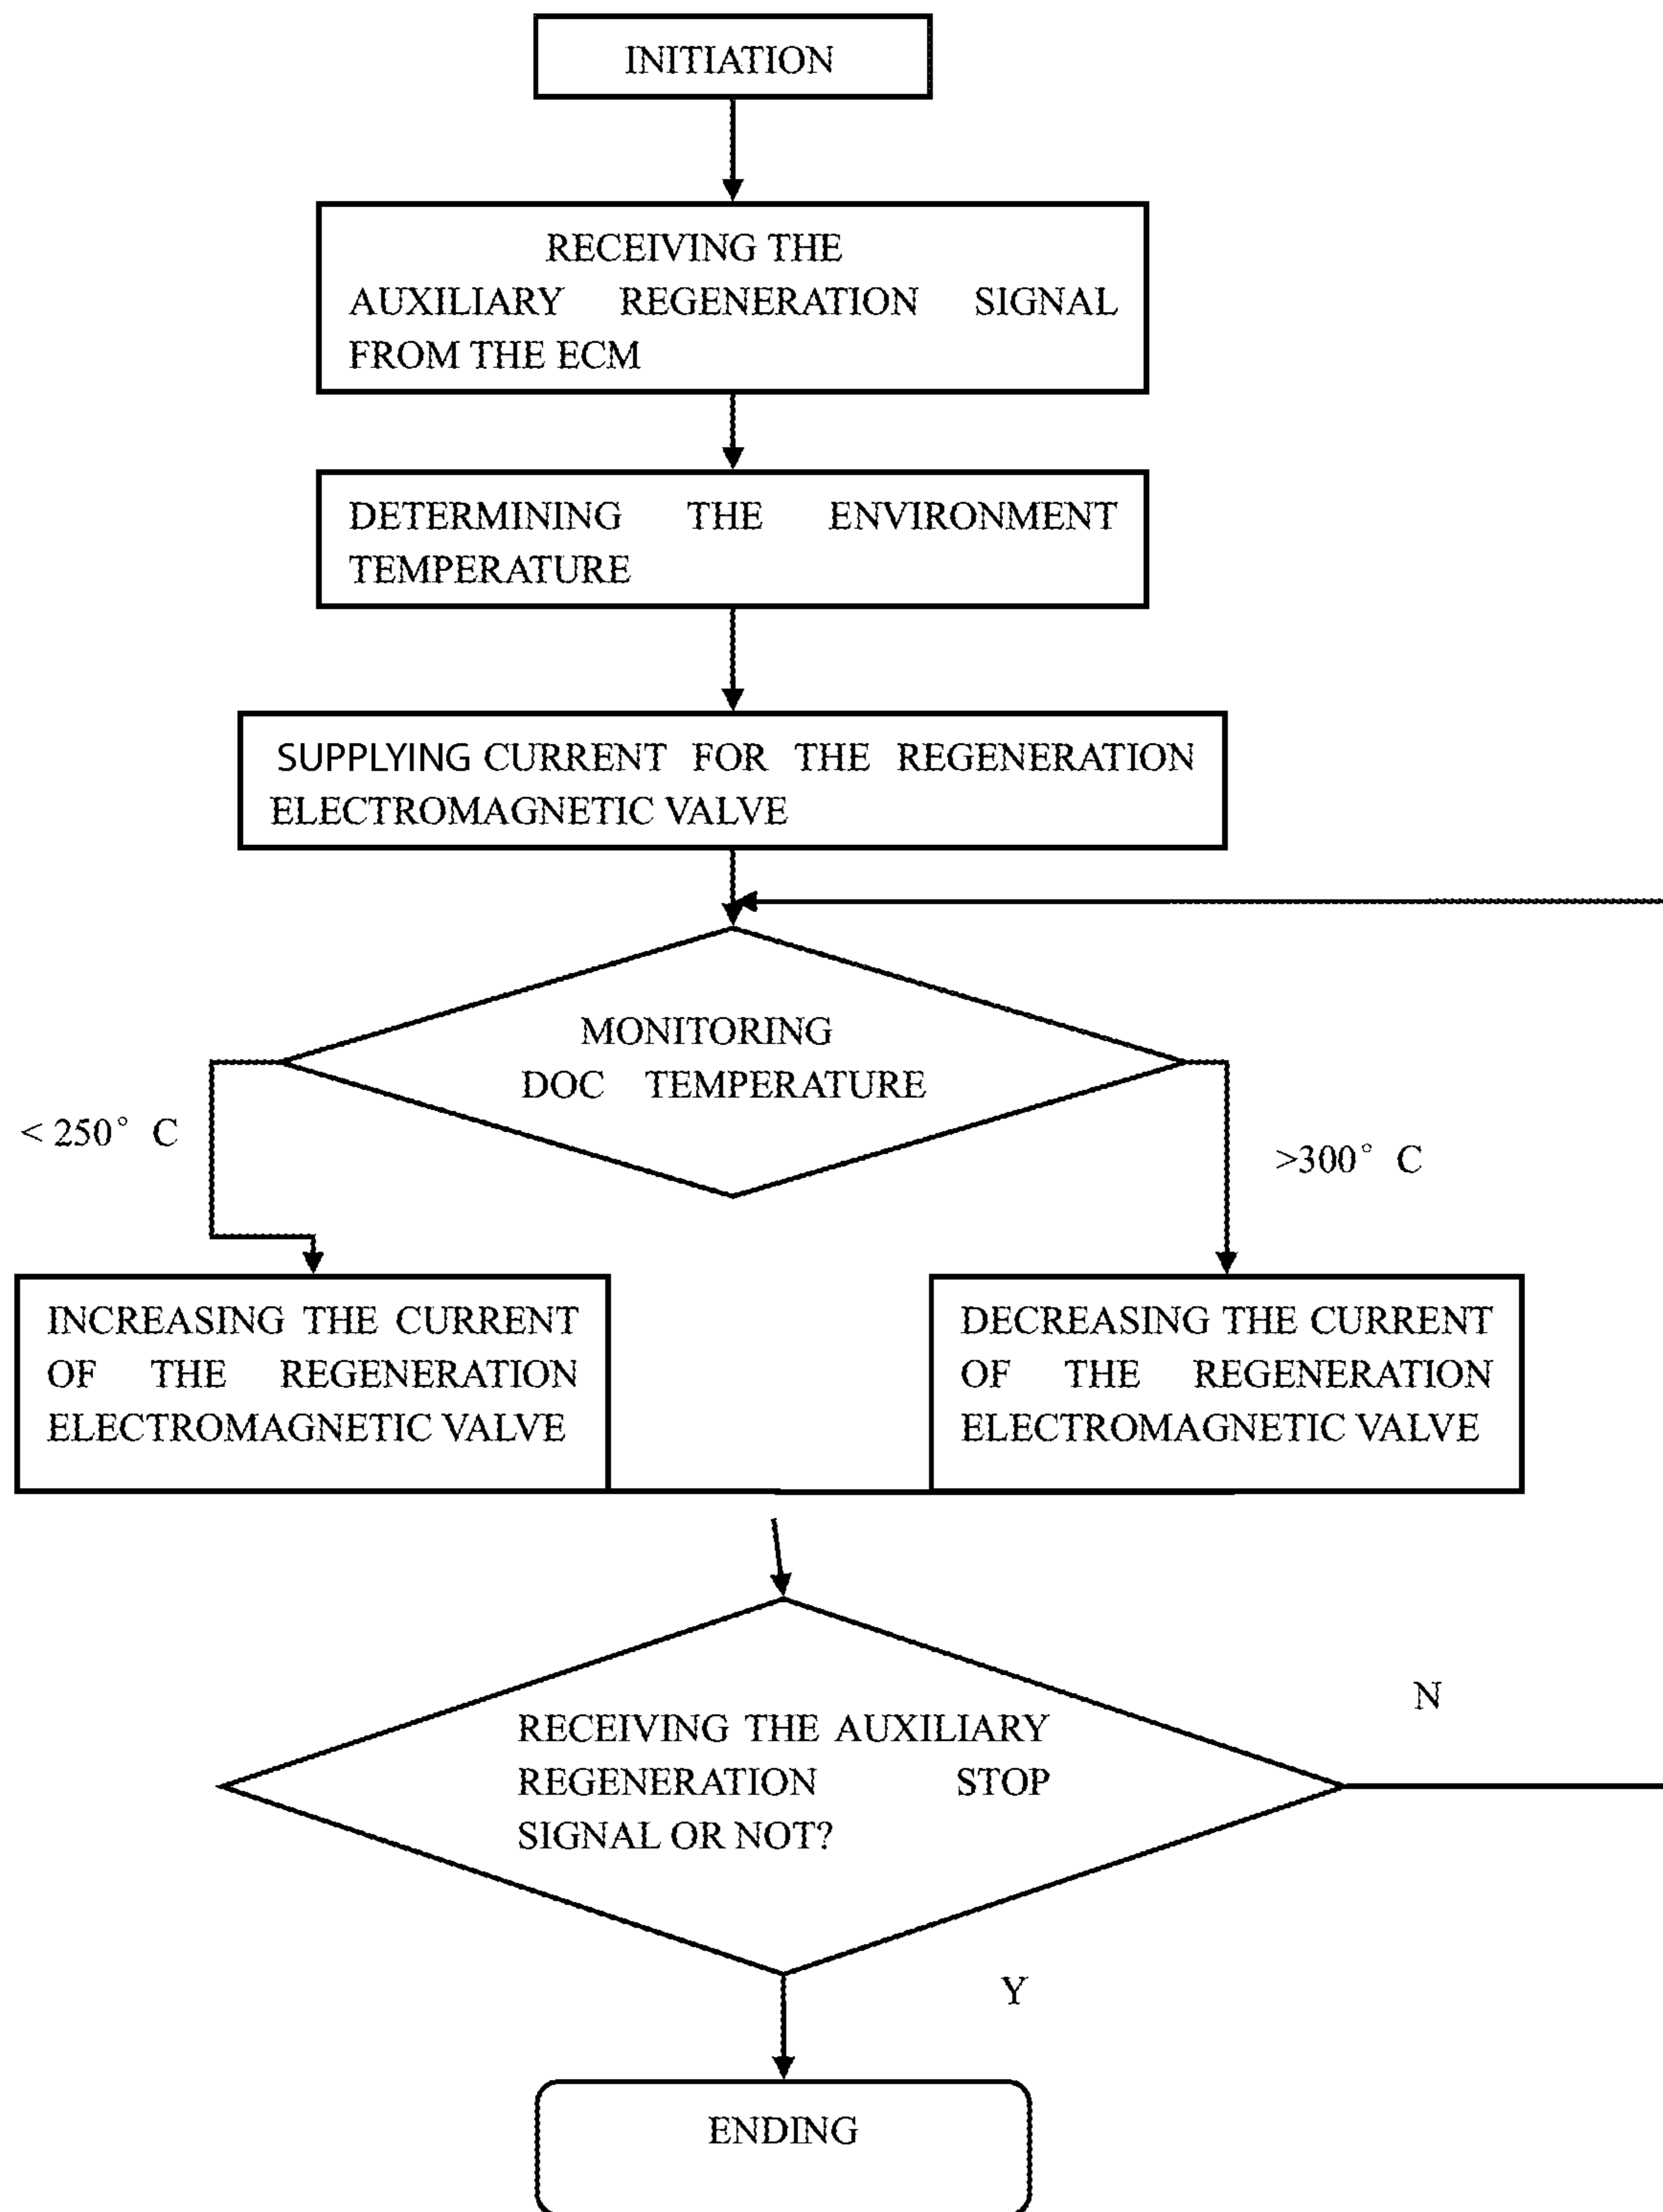 INITIATION
RECEIVING THE
AUXILIARY REGENERATION SIGNAL
FROM THE ECM
DETERMINING THE ENVIRONMENT
TEMPERATURE
SUPPLYING CURRENT FOR THE REGENERATION
ELECTROMAGNETIC VALVE
MONITORING
DOC TEMPERATURE
< 250° C
>300° C
INCREASING THE CURRENT
OF THE REGENERATION
ELECTROMAGNETIC VALVE
DECREASING THE CURRENT
OF THE REGENERATION
ELECTROMAGNETIC VALVE
N
RECEIVING THE AUXILIARY
REGENERATION STOP
SIGNAL OR NOT?
Y
ENDING